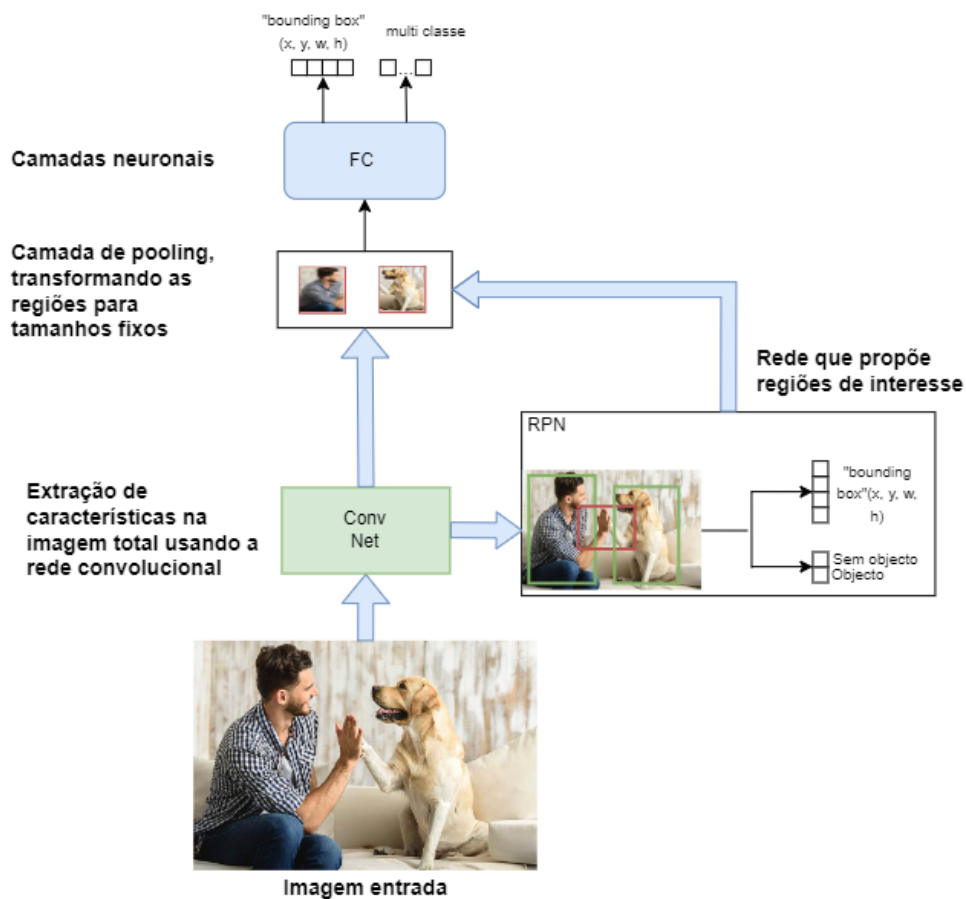 "bounding box"
(x, y, w, h)
multi classe
...
Camadas neuronais
FC
Camada de pooling,
transformando as
regiões para
tamanhos fixos
Rede que propõe
regiões de interesse
RPN
"bounding
box"(x, y, w,
h)
Sem objecto
Objecto
Extração de
características na
imagem total usando a
rede convolucional
Conv
Net
Imagem entrada